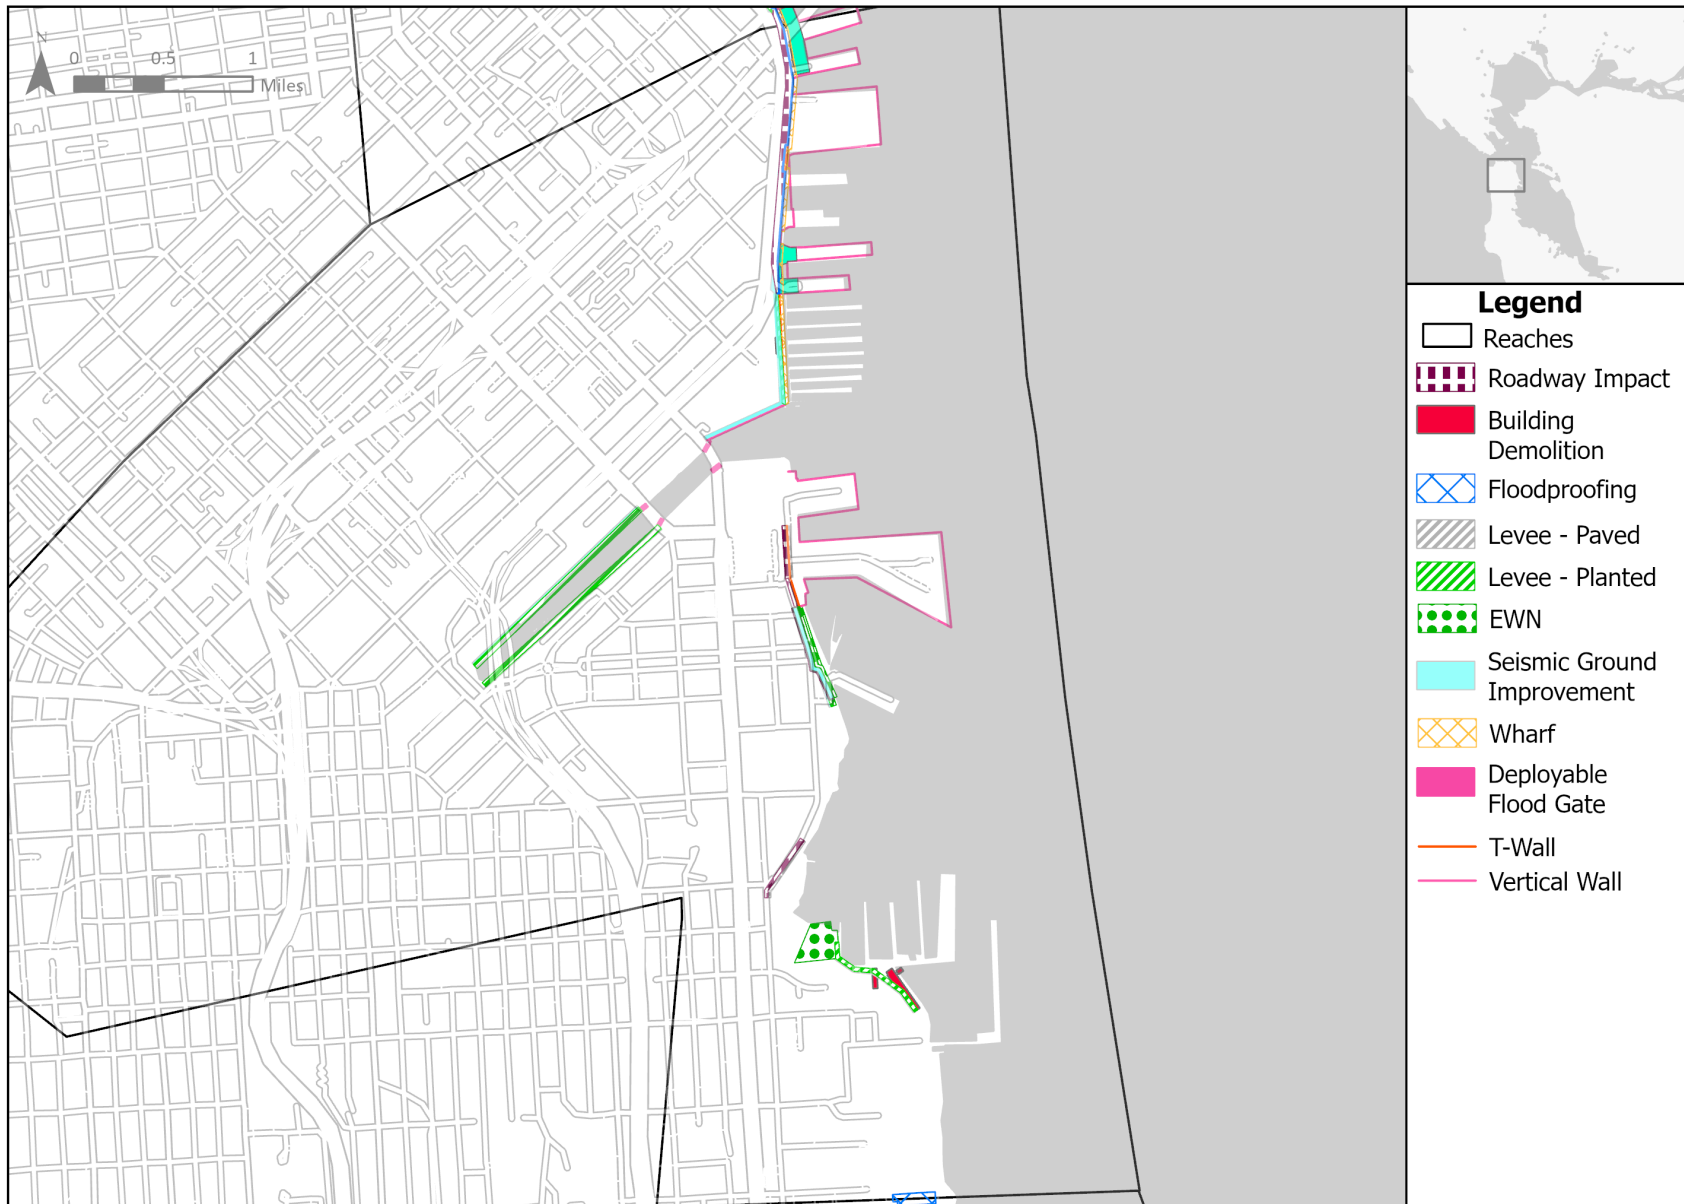 N
0 0.5 1
Miles
Legend
Reaches
Roadway Impact
Building
Demolition
Floodproofing
Levee - Paved
Levee - Planted
EWN
Seismic Ground
Improvement
Wharf
Deployable
Flood Gate
T-Wall
Vertical Wall